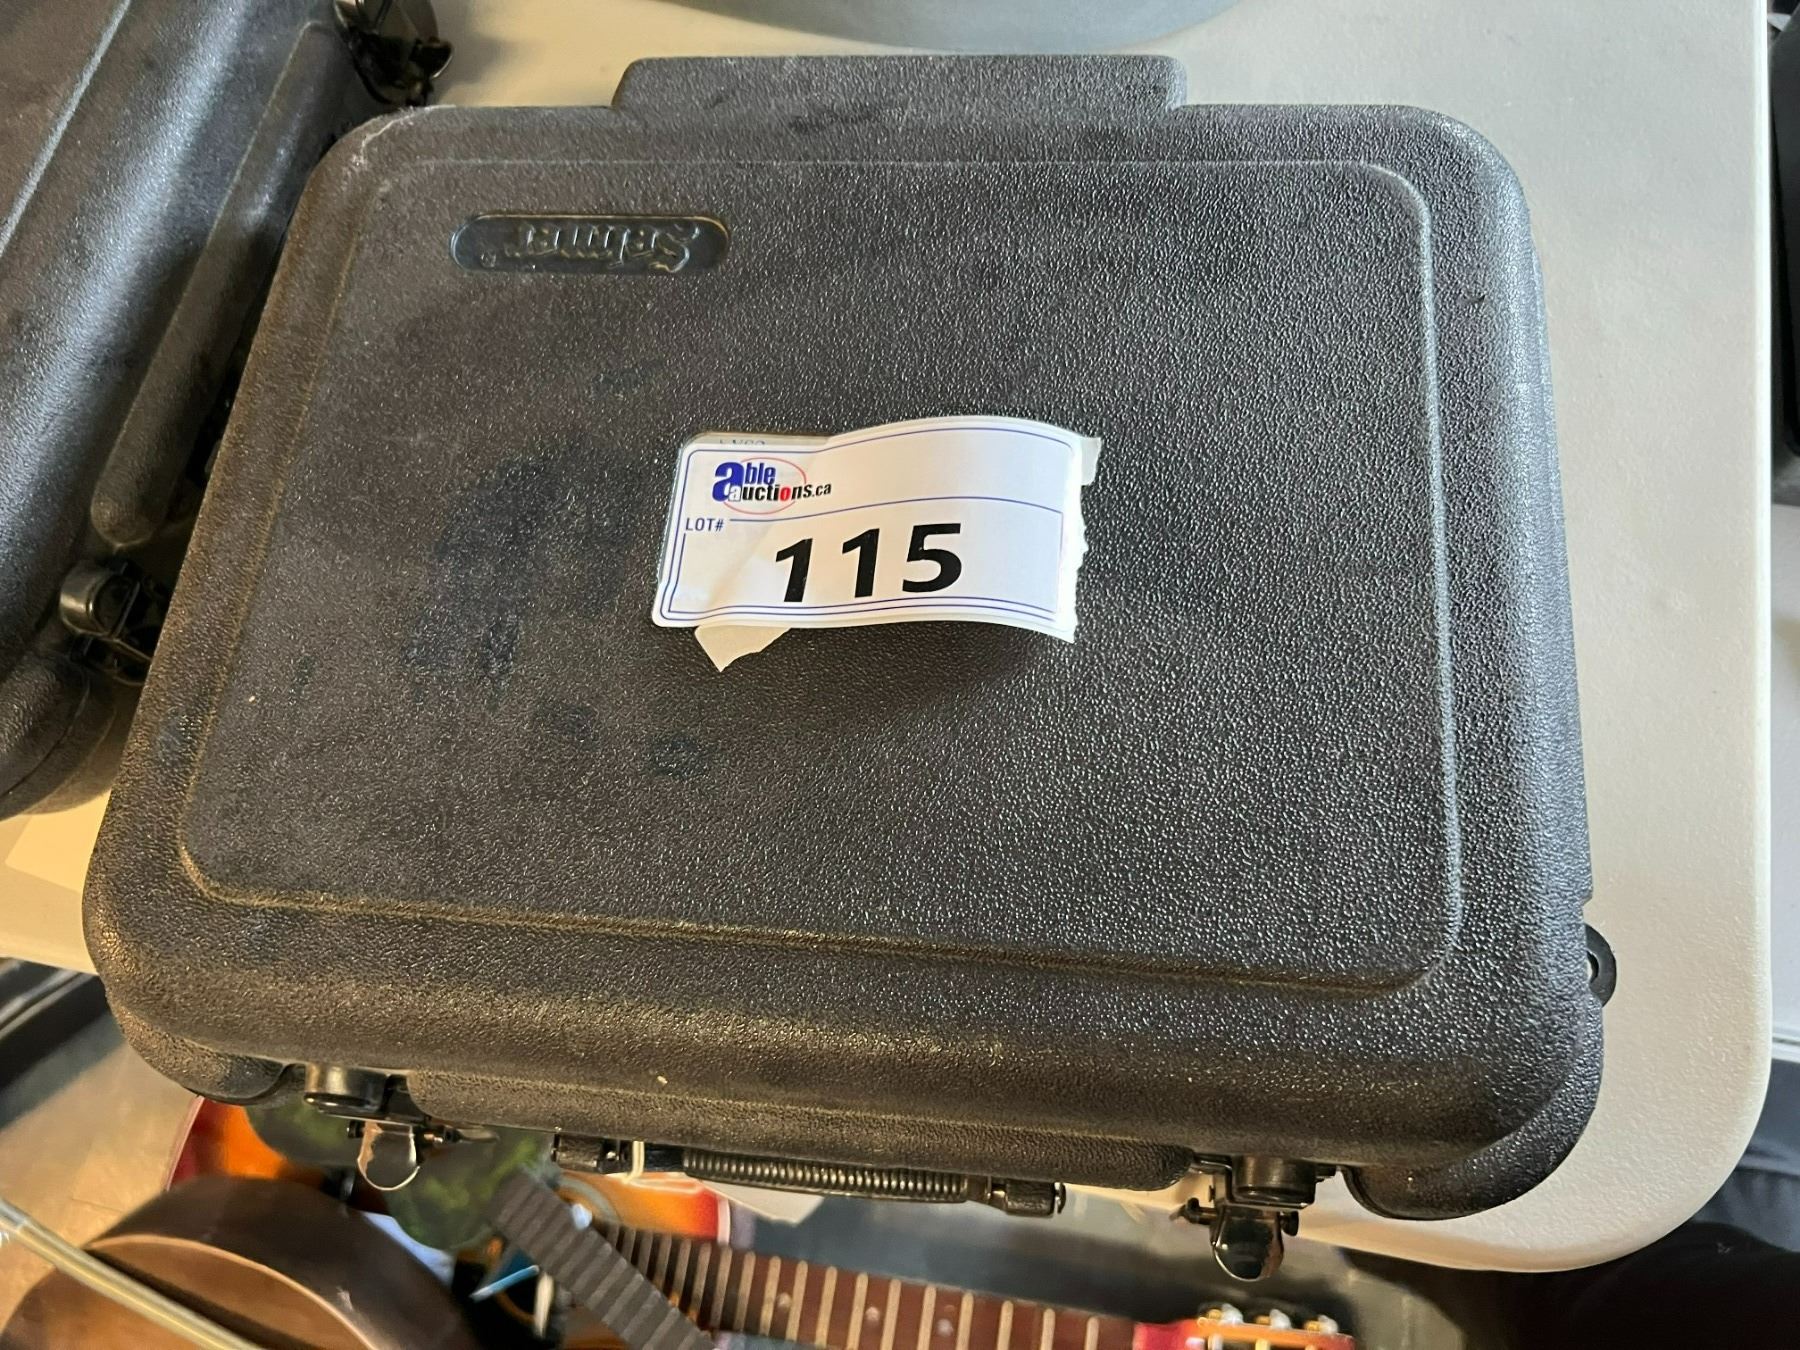 Selmer
able
auctions.ca
LOT#
115